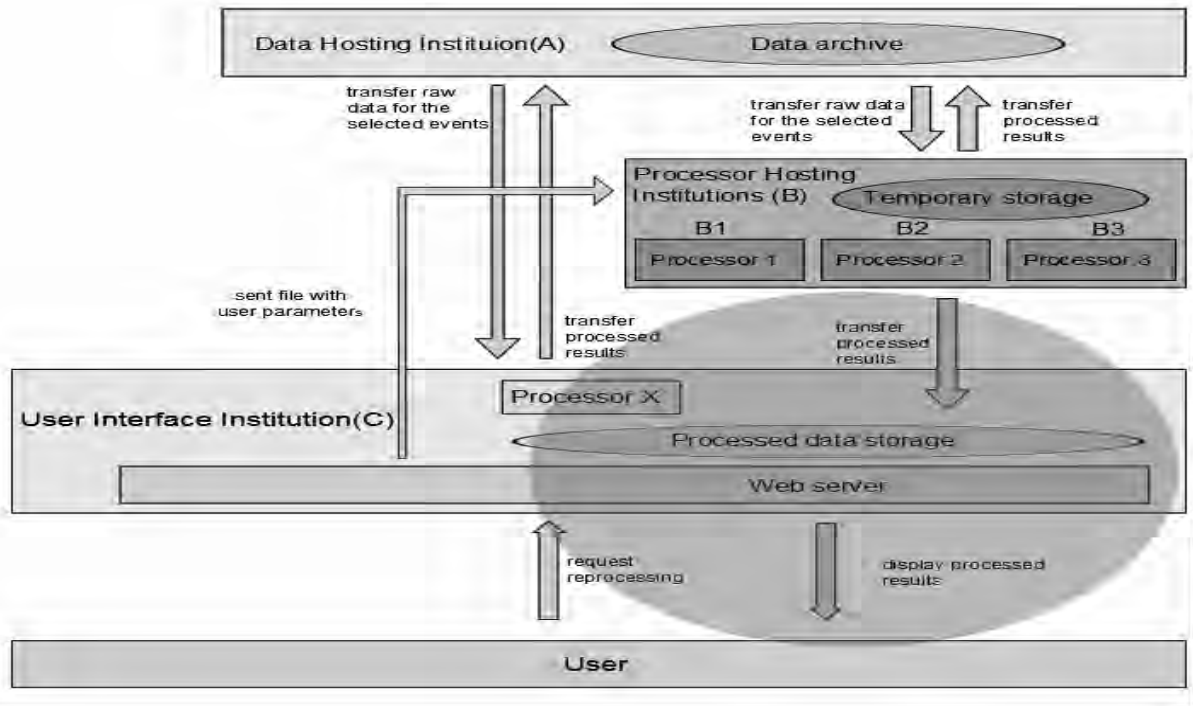 Data Hosting Instituion(A)
Data archive
transfer raw
data for the
selected events
transfer raw data
for the selected
events
transfer
processed
results
Processor Hosting
Institutions (B)
Temporary storage
B1
B2
B3
Processor 1
Processor 2
Processor 3
sent file with
user parameters
transfer
processed
results
transfer
processed
results
Processor X
User Interface Institution(C)
Processed data storage
Web server
request
reprocessing
display processed
results
User